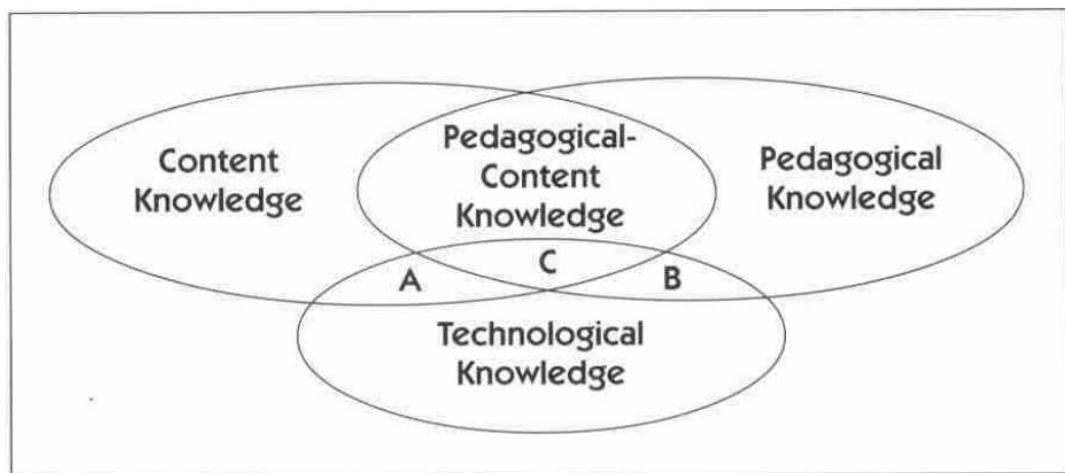 Content
Knowledge
Pedagogical-
Content
Knowledge
Pedagogical
Knowledge
A
C
B
Technological
Knowledge